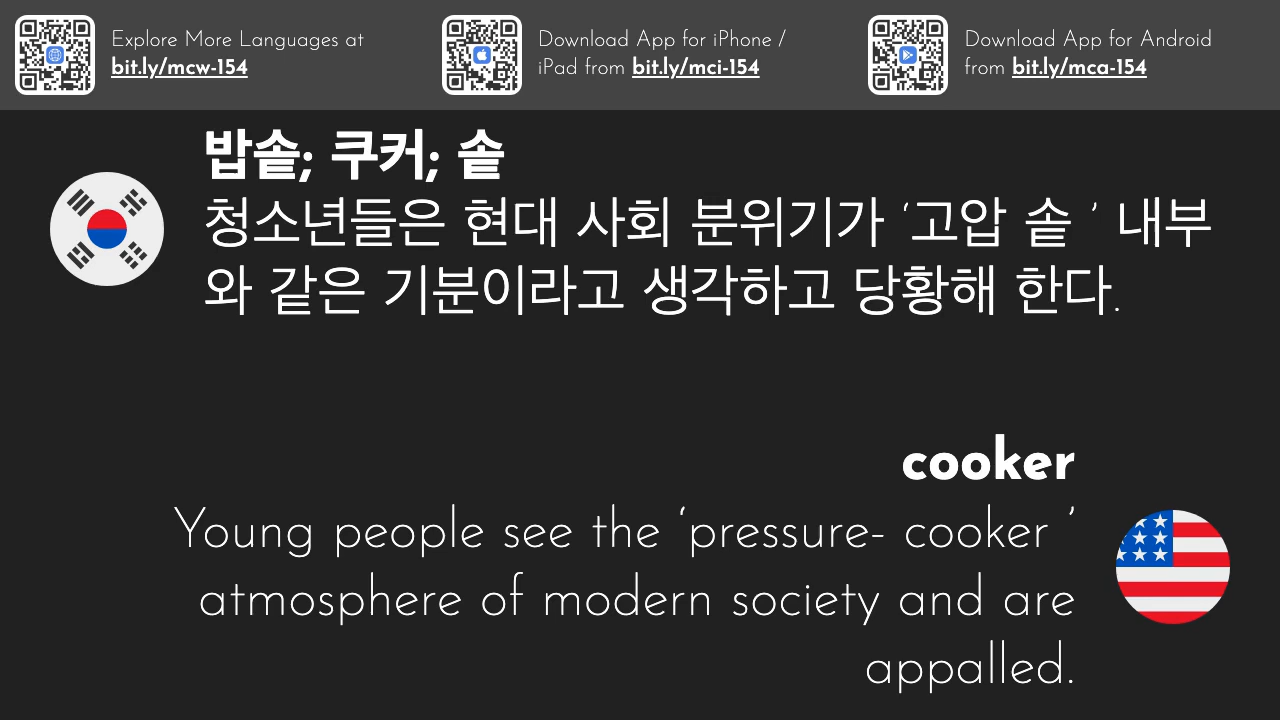 Explore More Languages at
bit.ly/mcw-154
Download App for iPhone /
iPad from bit.ly/mci-154
Download App for Android
from bit.ly/mca-154
밥솥; 쿠커; 솥
청소년들은 현대 사회 분위기가 ‘고압 솥 ’ 내부
와 같은 기분이라고 생각하고 당황해 한다.
cooker
Young people see the ‘pressure- cooker ’
atmosphere of modern society and are
appalled.